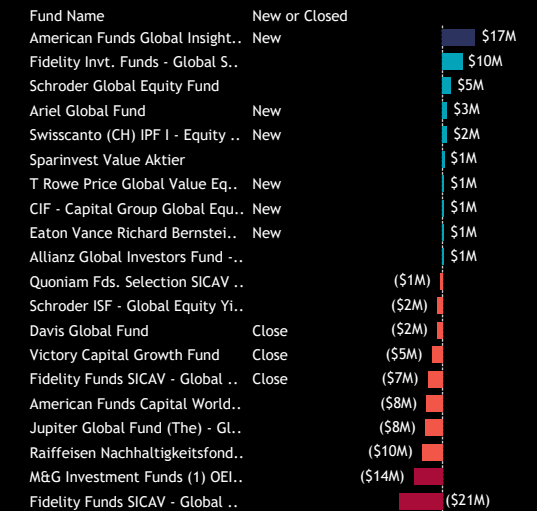 Fund Name New or Closed
American Funds Global Insight.. New $17M
Fidelity Invt. Funds - Global S.. $10M
Schroder Global Equity Fund $5M
Ariel Global Fund New $3M
Swisscanto (CH) IPF I - Equity .. New $2M
Sparinvest Value Aktier $1M
T Rowe Price Global Value Eq.. New $1M
CIF - Capital Group Global Equ.. New $1M
Eaton Vance Richard Bernstei.. New $1M
Allianz Global Investors Fund -.. $1M
Quoniam Fds. Selection SICAV .. ($1M)
Schroder ISF - Global Equity Yi.. ($2M)
Davis Global Fund Close ($2M)
Victory Capital Growth Fund Close ($5M)
Fidelity Funds SICAV - Global .. Close ($7M)
American Funds Capital World.. ($8M)
Jupiter Global Fund (The) - Gl.. ($8M)
Raiffeisen Nachhaltigkeitsfond.. ($10M)
M&G Investment Funds (1) OEI.. ($14M)
Fidelity Funds SICAV - Global .. ($21M)